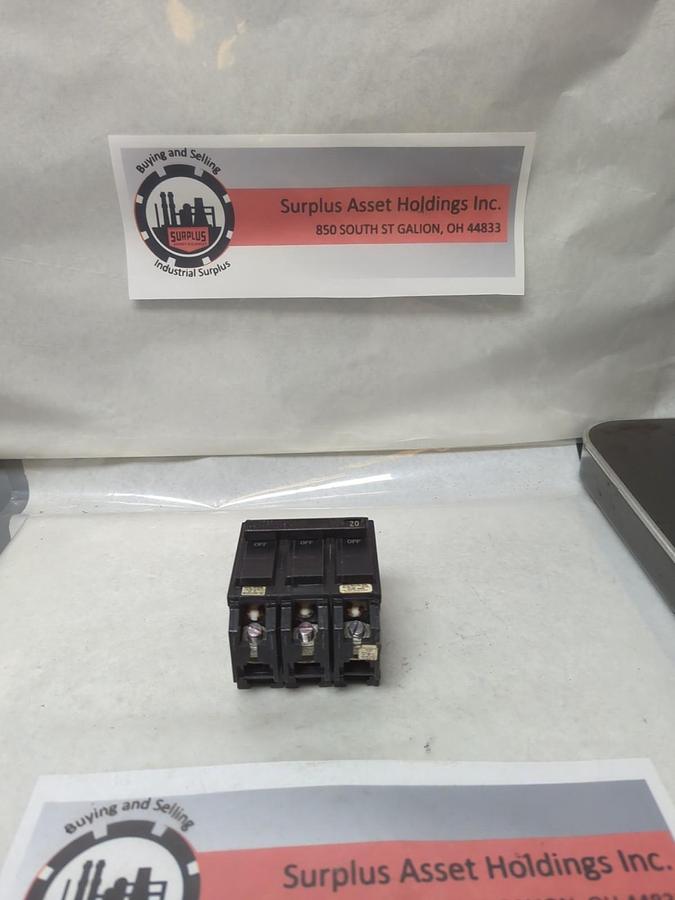 Buying and Selling
SURPLUS
Industrial Surplus
Surplus Asset Holdings Inc.
850 SOUTH ST GALION, OH 44833
20
OFF OFF OFF
Buying and Selling
Surplus Asset Holdings Inc.